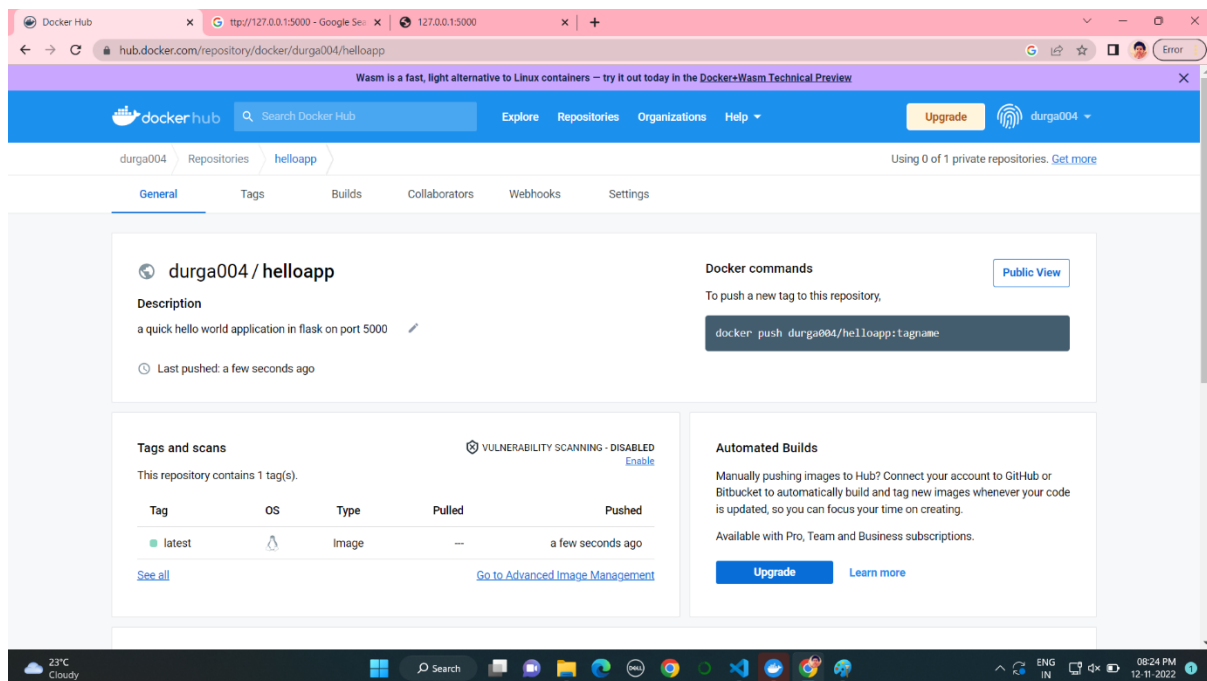 Docker Hub
ttp://127.0.0.1:5000 - Google Sea
127.0.0.1:5000
hub.docker.com/repository/docker/durga004/helloapp
Error
Wasm is a fast, light alternative to Linux containers — try it out today in the Docker+Wasm Technical Preview
dockerhub
Search Docker Hub
Explore
Repositories
Organizations
Help
Upgrade
durga004
durga004
Repositories
helloapp
Using 0 of 1 private repositories. Get more
General
Tags
Builds
Collaborators
Webhooks
Settings
durga004 / helloapp
Description
a quick hello world application in flask on port 5000
Last pushed: a few seconds ago
Docker commands
Public View
To push a new tag to this repository,
docker push durga004/helloapp:tagname
Tags and scans
VULNERABILITY SCANNING - DISABLED
Enable
This repository contains 1 tag(s).
Tag OS Type Pulled Pushed
latest Image --- a few seconds ago
See all
Go to Advanced Image Management
Automated Builds
Manually pushing images to Hub? Connect your account to GitHub or
Bitbucket to automatically build and tag new images whenever your code
is updated, so you can focus your time on creating.
Available with Pro, Team and Business subscriptions.
Upgrade
Learn more
23°C
Cloudy
Search
DELL
ENG
IN
08:24 PM
12-11-2022
1